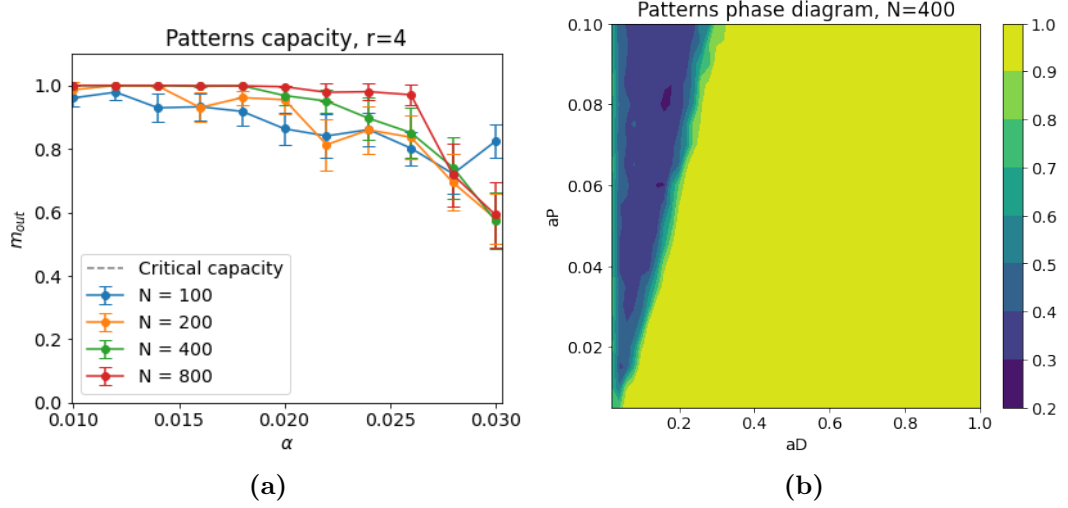 Patterns capacity, r=4
1.0
0.8
0.6
0.4
0.2
0.0
m_out
Critical capacity
N = 100
N = 200
N = 400
N = 800
0.010
0.015
0.020
0.025
0.030
α
(a)
Patterns phase diagram, N=400
0.10
0.08
0.06
0.04
0.02
aP
0.2
0.4
0.6
0.8
1.0
aD
1.0
0.9
0.8
0.7
0.6
0.5
0.4
0.3
0.2
(b)